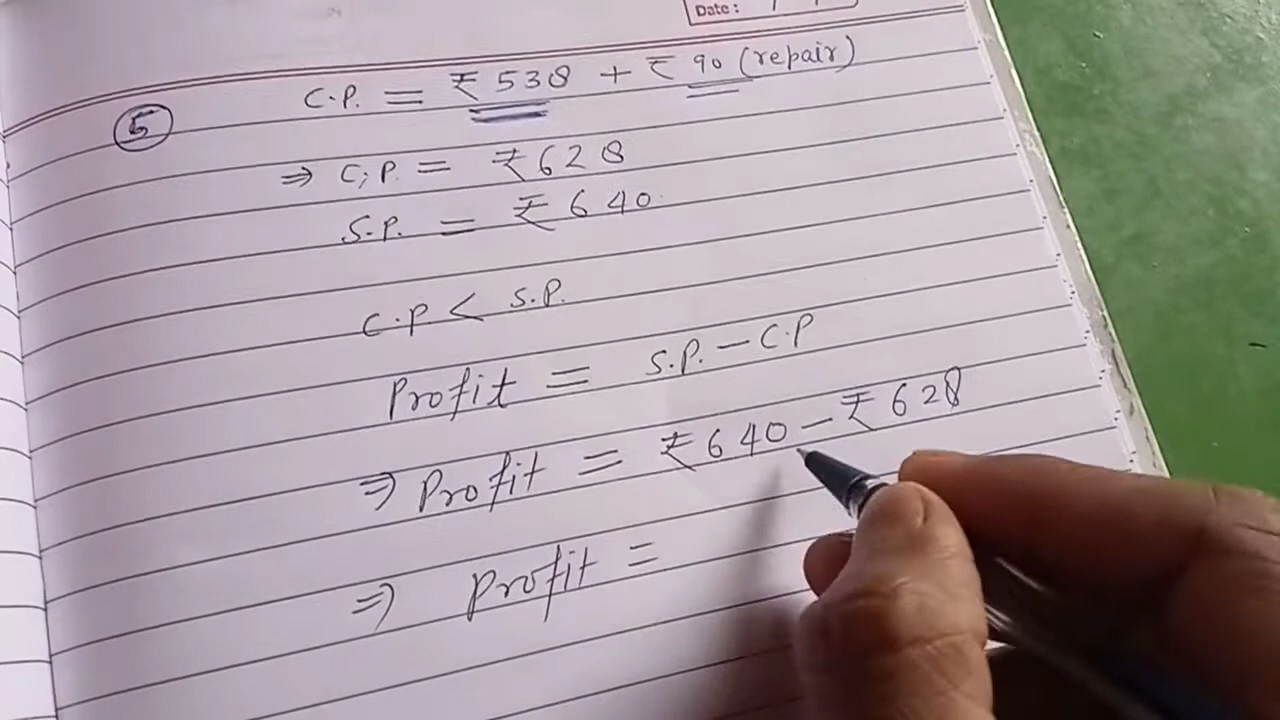 Date :
⑤ C.P. = ₹ 538 + ₹ 90 (repair)
⇒ C.P. = ₹ 628
S.P. = ₹ 640
C.P < S.P.
Profit = S.P. - C.P
⇒ Profit = ₹ 640 - ₹ 628
⇒ Profit =